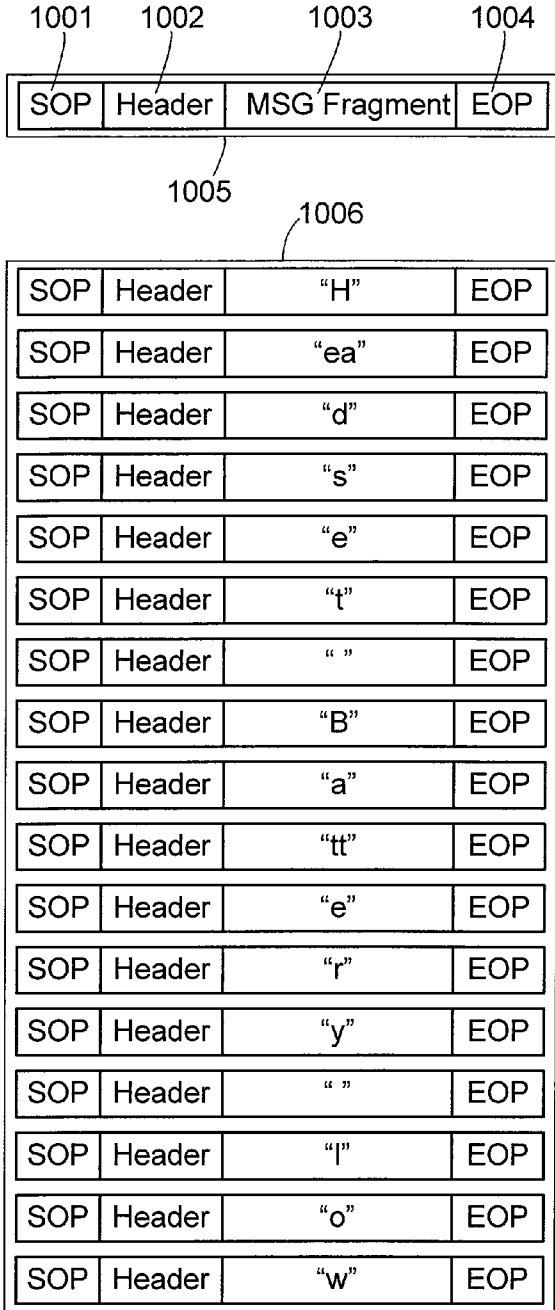 1001 1002 1003 1004
SOP Header MSG Fragment EOP
1005
1006
SOP Header “H” EOP
SOP Header “ea” EOP
SOP Header “d” EOP
SOP Header “s” EOP
SOP Header “e” EOP
SOP Header “t” EOP
SOP Header “ ” EOP
SOP Header “B” EOP
SOP Header “a” EOP
SOP Header “tt” EOP
SOP Header “e” EOP
SOP Header “r” EOP
SOP Header “y” EOP
SOP Header “ ” EOP
SOP Header “l” EOP
SOP Header “o” EOP
SOP Header “w” EOP